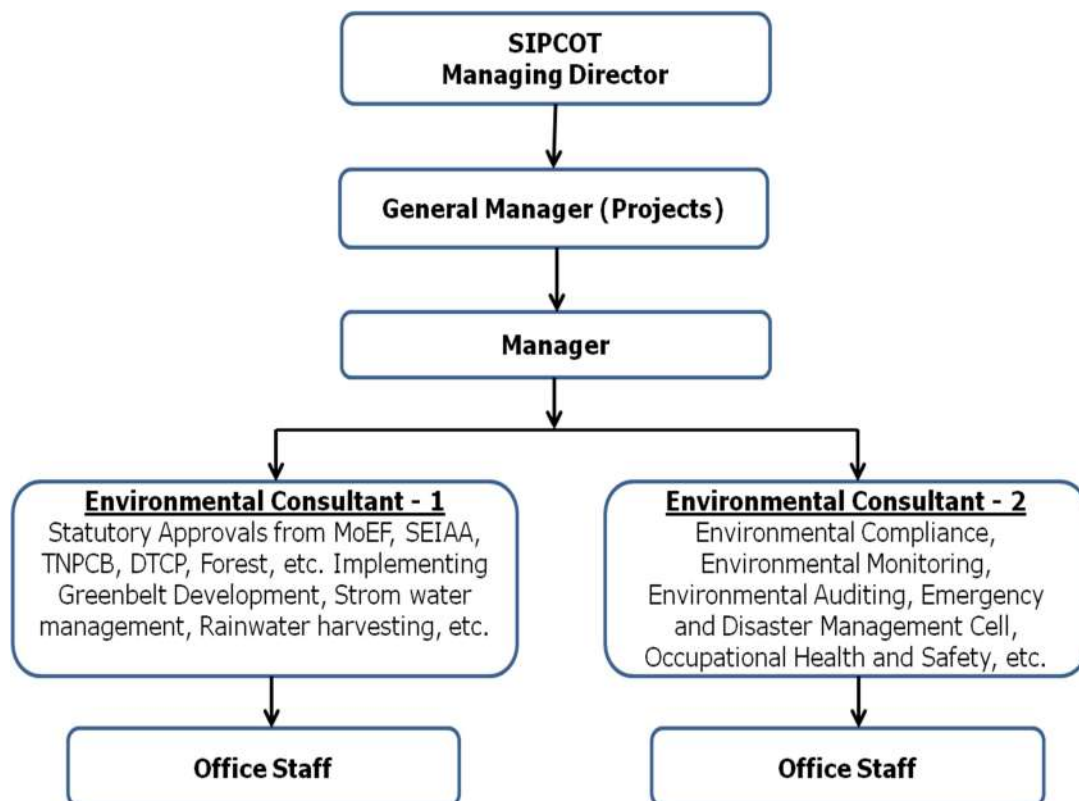 SIPCOT
Managing Director
General Manager (Projects)
Manager
Environmental Consultant - 1
Statutory Approvals from MoEF, SEIAA,
TNPCB, DTCP, Forest, etc. Implementing
Greenbelt Development, Strom water
management, Rainwater harvesting, etc.
Environmental Consultant - 2
Environmental Compliance,
Environmental Monitoring,
Environmental Auditing, Emergency
and Disaster Management Cell,
Occupational Health and Safety, etc.
Office Staff
Office Staff